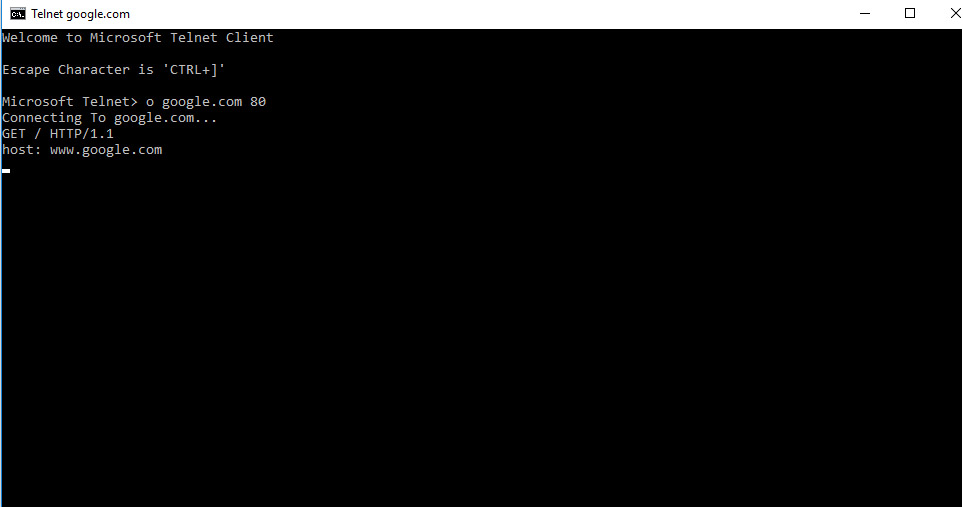 Telnet google.com
Welcome to Microsoft Telnet Client
Escape Character is 'CTRL+]'
Microsoft Telnet> o google.com 80
Connecting To google.com...
GET / HTTP/1.1
host: www.google.com